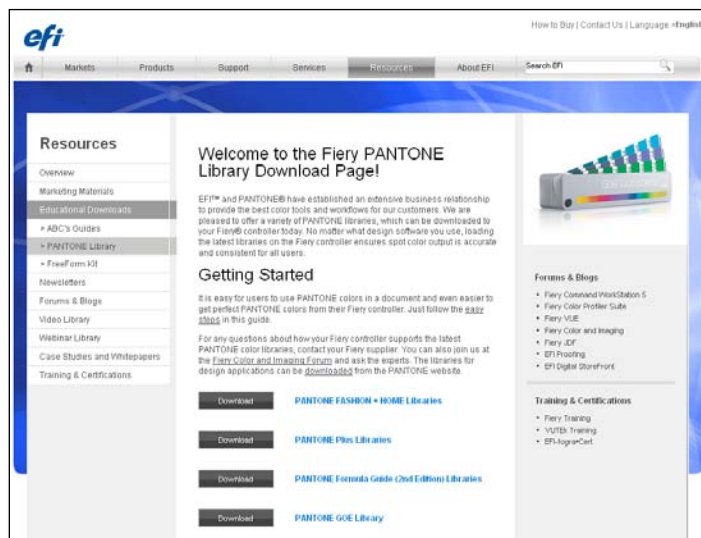 How to Buy | Contact Us | Language
English
efi
Markets Products Support Services Resources About EFI Search EFI
Resources
Overview
Marketing Materials
Educational Downloads
ABC's Guides
PANTONE Library
FreeForm Kit
Newsletters
Forums & Blogs
Video Library
Webinar Library
Case Studies and Whitepapers
Training & Certifications
Welcome to the Fiery PANTONE
Library Download Page!
EFI™ and PANTONE® have established an extensive business relationship
to provide the best color tools and workflows for our customers. We are
pleased to offer a variety of PANTONE libraries, which can be downloaded to
your Fiery® controller today. No matter what design software you use, loading
the latest libraries on the Fiery controller ensures spot color output is accurate
and consistent for all users.
Getting Started
It is easy for users to use PANTONE colors in a document and even easier to
get perfect PANTONE colors from their Fiery controller. Just follow the easy
steps in this guide.
For any questions about how your Fiery controller supports the latest
PANTONE color libraries, contact your Fiery supplier. You can also join us at
the Fiery Color and Imaging Forum and ask the experts. The libraries for
design applications can be downloaded from the PANTONE website.
Download PANTONE FASHION + HOME Libraries
Download PANTONE Plus Libraries
Download PANTONE Formula Guide (2nd Edition) Libraries
Download PANTONE GOE Library
Forums & Blogs
• Fiery Command WorkStation 5
• Fiery Color Profiler Suite
• Fiery VUE
• Fiery Color and Imaging
• Fiery JDF
• EFI Proofing
• EFI Digital StoreFront
Training & Certifications
• Fiery Training
• VUTEk Training
• EFI-fogra•Cert